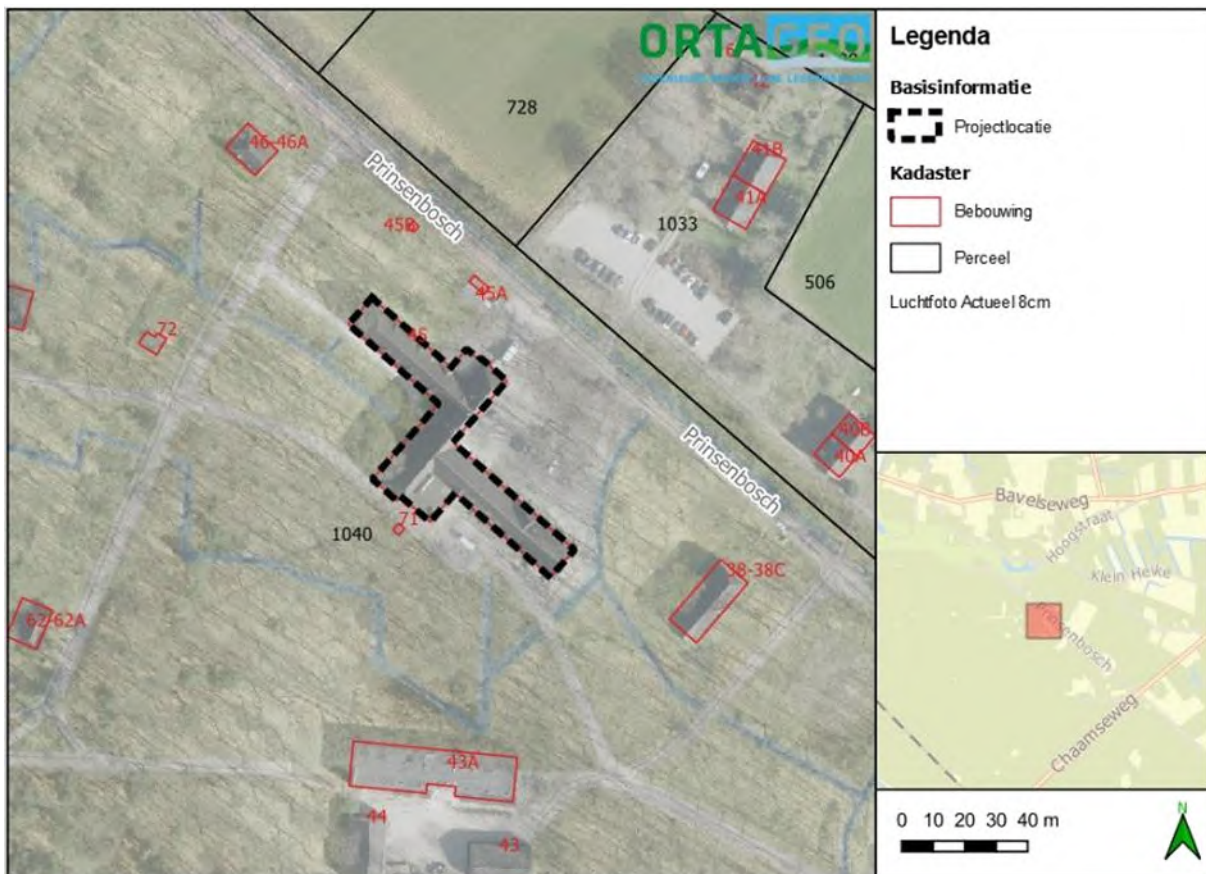 ORTAGEO
728
46-46A
Prinsenbosch
41B
41A
45B
1033
45A
506
72
45
40B
40A
Prinsenbosch
71
1040
38-38C
62-62A
43A
44
43
Legenda
Basisinformatie
Projectlocatie
Kadaster
Bebouwing
Perceel
Luchtfoto Actueel 8cm
Bavelseweg
Hoogstraat
Klein Heike
Prinsenbosch
Chaamseweg
0 10 20 30 40 m
N